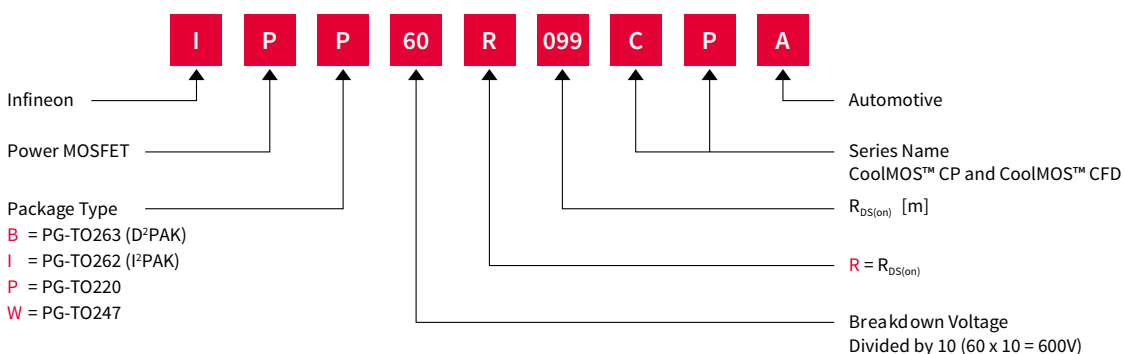 I P P 60 R 099 C P A
Infineon
Automotive
Power MOSFET
Series Name
CoolMOS™ CP and CoolMOS™ CFD
Package Type
B = PG-TO263 (D²PAK)
I = PG-TO262 (I²PAK)
P = PG-TO220
W = PG-TO247
R_DS(on) [m]
R = R_DS(on)
Breakdown Voltage
Divided by 10 (60 x 10 = 600V)